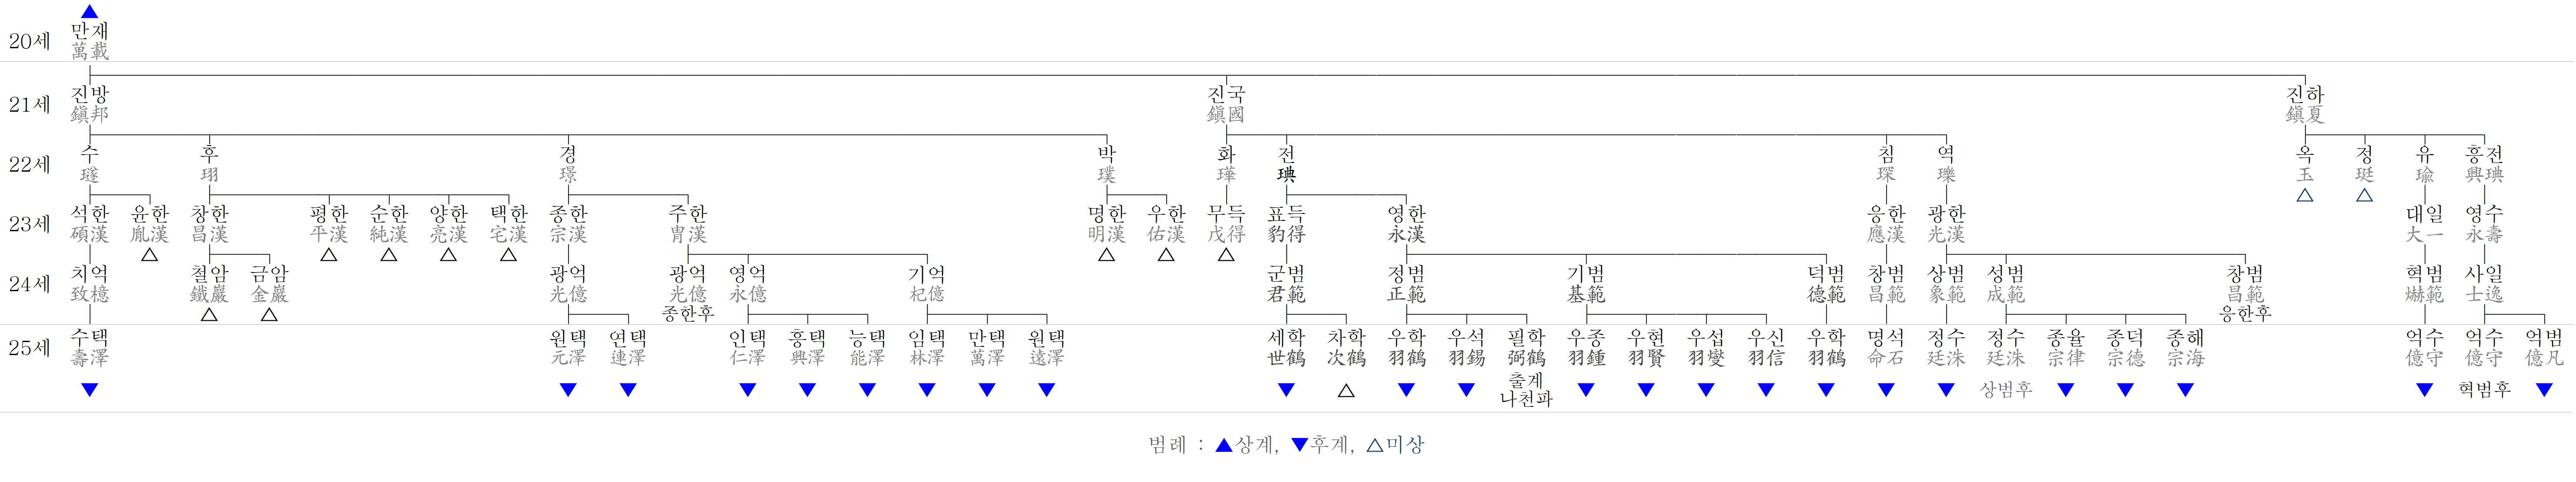 20세 만재
萬載
21세 진방 진국 진하
鎭邦 鎭國 鎭夏
22세 수 후 경 박 화 전 침 역 옥 정 유 흥전
璲 珝 璟 璞 璍 琠 琛 瓅 玉 珽 瑜 興琠
23세 석한 윤한 창한 평한 순한 양한 택한 종한 주한 명한 우한 무득 표득 영한 응한 광한 대일 영수
碩漢 胤漢 昌漢 平漢 純漢 亮漢 宅漢 宗漢 冑漢 明漢 佑漢 戊得 豹得 永漢 應漢 光漢 大一 永壽
24세 치억 철암 금암 광억 광억 영억 기억 군범 정범 기범 덕범 창범 상범 성범 창범 혁범 사일
致檍 鐵巖 金巖 光億 光億 永億 杞億 君範 正範 基範 德範 昌範 象範 成範 昌範 爀範 士逸
종한후 응한후
25세 수택 원택 연택 인택 흥택 능택 임택 만택 원택 세학 차학 우학 우석 필학 우종 우현 우섭 우신 우학 명석 정수 정수 종율 종덕 종해 억수 억수 억범
壽澤 元澤 連澤 仁澤 興澤 能澤 林澤 萬澤 遠澤 世鶴 次鶴 羽鶴 羽錫 弼鶴 羽鍾 羽賢 羽燮 羽信 羽鶴 命石 廷洙 廷洙 宗律 宗德 宗海 億守 億守 億凡
출계 상범후 혁범후
나천파
범례 : ▲상계, ▼후계, △미상